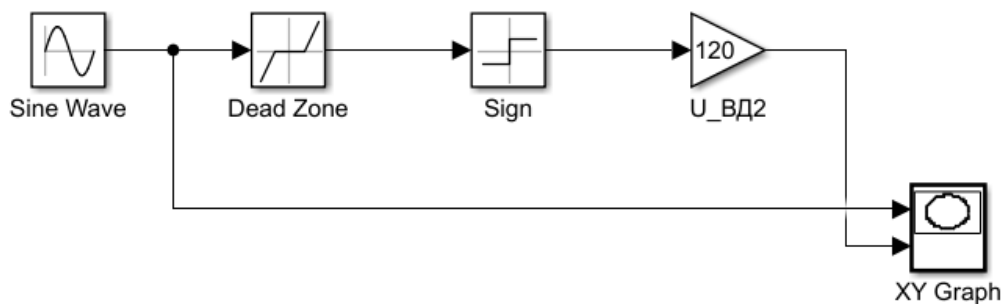 120
Sine Wave
Dead Zone
Sign
U_ВД2
XY Graph